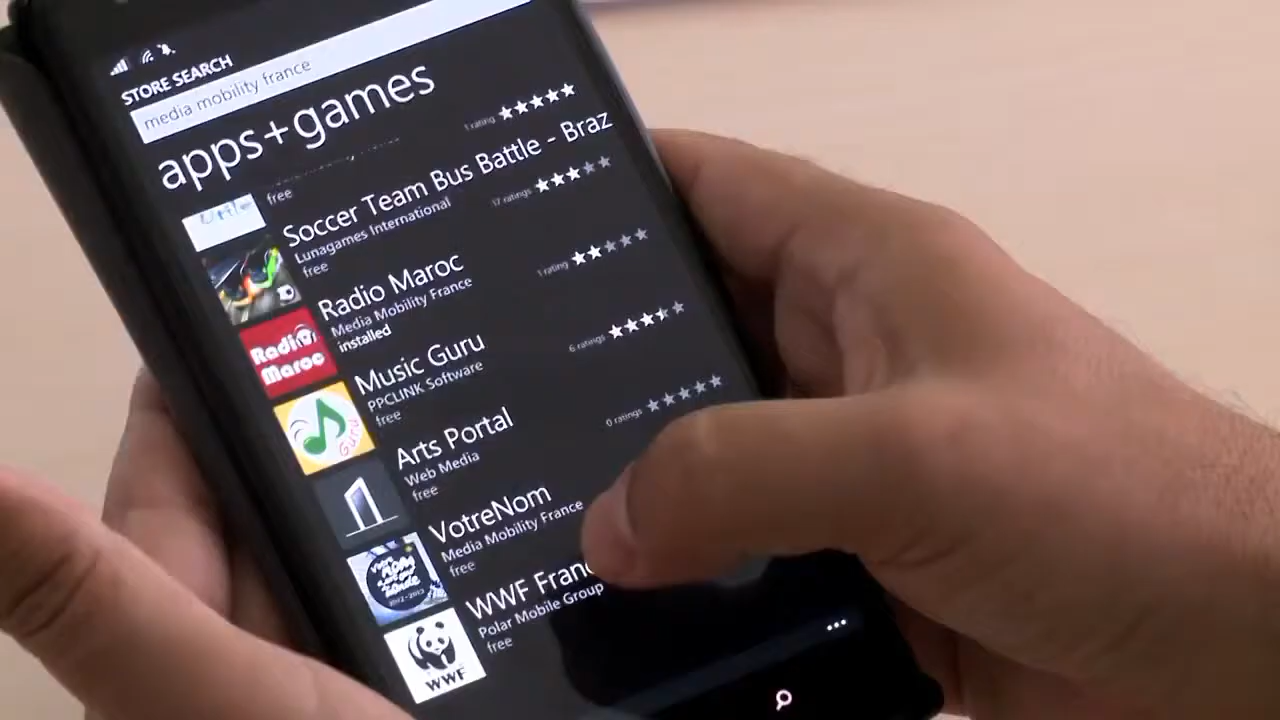 STORE SEARCH
media mobility france
apps+games
1 rating
free
Soccer Team Bus Battle - Braz
Lunagames International
17 ratings
free
Radio Maroc
Media Mobility France
1 rating
installed
Radio
Maroc
Music Guru
PPCLINK Software
6 ratings
free
Guru
Arts Portal
Web Media
0 ratings
free
VotreNom
Media Mobility France
free
2012-2013
WWF Franc
Polar Mobile Group
free
WWF